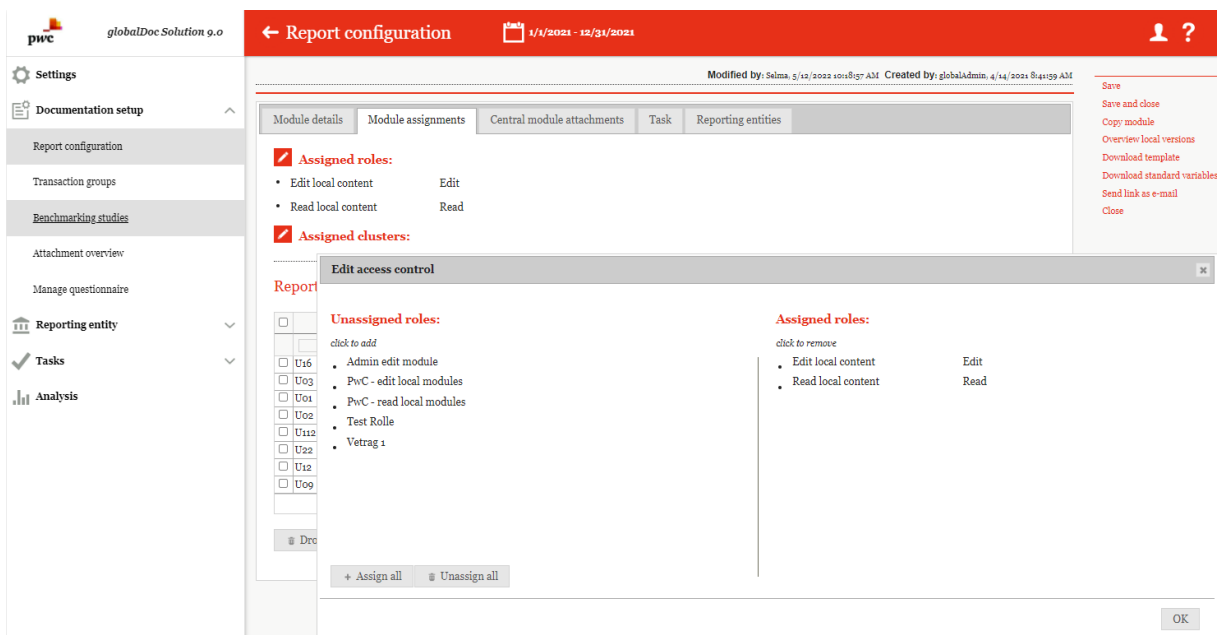 pwc
globalDoc Solution 9.0
Report configuration
1/1/2021 - 12/31/2021
?
Settings
Documentation setup
Report configuration
Transaction groups
Benchmarking studies
Attachment overview
Manage questionnaire
Reporting entity
Tasks
Analysis
Modified by: Selma, 5/12/2022 10:18:57 AM Created by: globalAdmin, 4/14/2021 8:41:59 AM
Module details Module assignments Central module attachments Task Reporting entities
Assigned roles:
• Edit local content Edit
• Read local content Read
Assigned clusters:
Report
U16
U03
U01
U02
U112
U22
U12
U09
Dro
Edit access control
Unassigned roles:
click to add
• Admin edit module
• PwC - edit local modules
• PwC - read local modules
• Test Rolle
• Vetrag 1
+ Assign all
Unassign all
Assigned roles:
click to remove
• Edit local content Edit
• Read local content Read
OK
Save
Save and close
Copy module
Overview local versions
Download template
Download standard variables
Send link as e-mail
Close